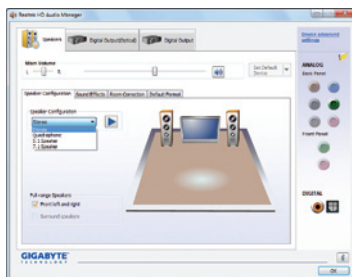 Realtek HD Audio Manager
Speakers
Digital Output(Optical)
Digital Output
Device advanced settings
Main Volume
L
R
Set Default Device
ANALOG
Back Panel
Speaker Configuration
Sound Effects
Room Correction
Default Format
Speaker Configuration
Stereo
Stereo
Quadraphonic
5.1 Speaker
7.1 Speaker
Front Panel
Full-range Speakers
Front left and right
Surround speakers
DIGITAL
GIGABYTE
TECHNOLOGY
OK